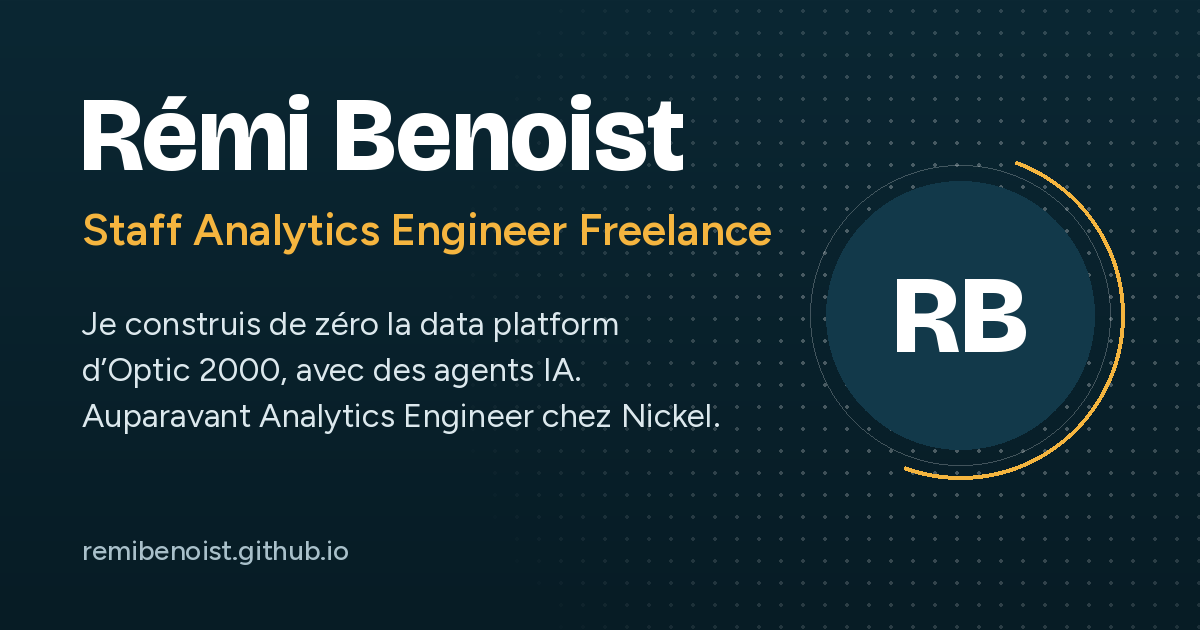 Rémi Benoist
Staff Analytics Engineer Freelance
Je construis de zéro la data platform
d’Optic 2000, avec des agents IA.
Auparavant Analytics Engineer chez Nickel.
RB
remibenoist.github.io